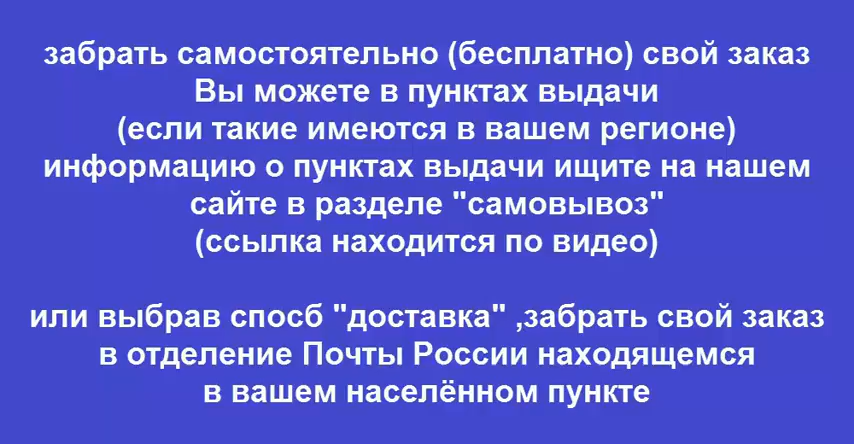 забрать самостоятельно (бесплатно) свой заказ
Вы можете в пунктах выдачи
(если такие имеются в вашем регионе)
информацию о пунктах выдачи ищите на нашем
сайте в разделе "самовывоз"
(ссылка находится по видео)
или выбрав спосб "доставка" ,забрать свой заказ
в отделение Почты России находящемся
в вашем населённом пункте